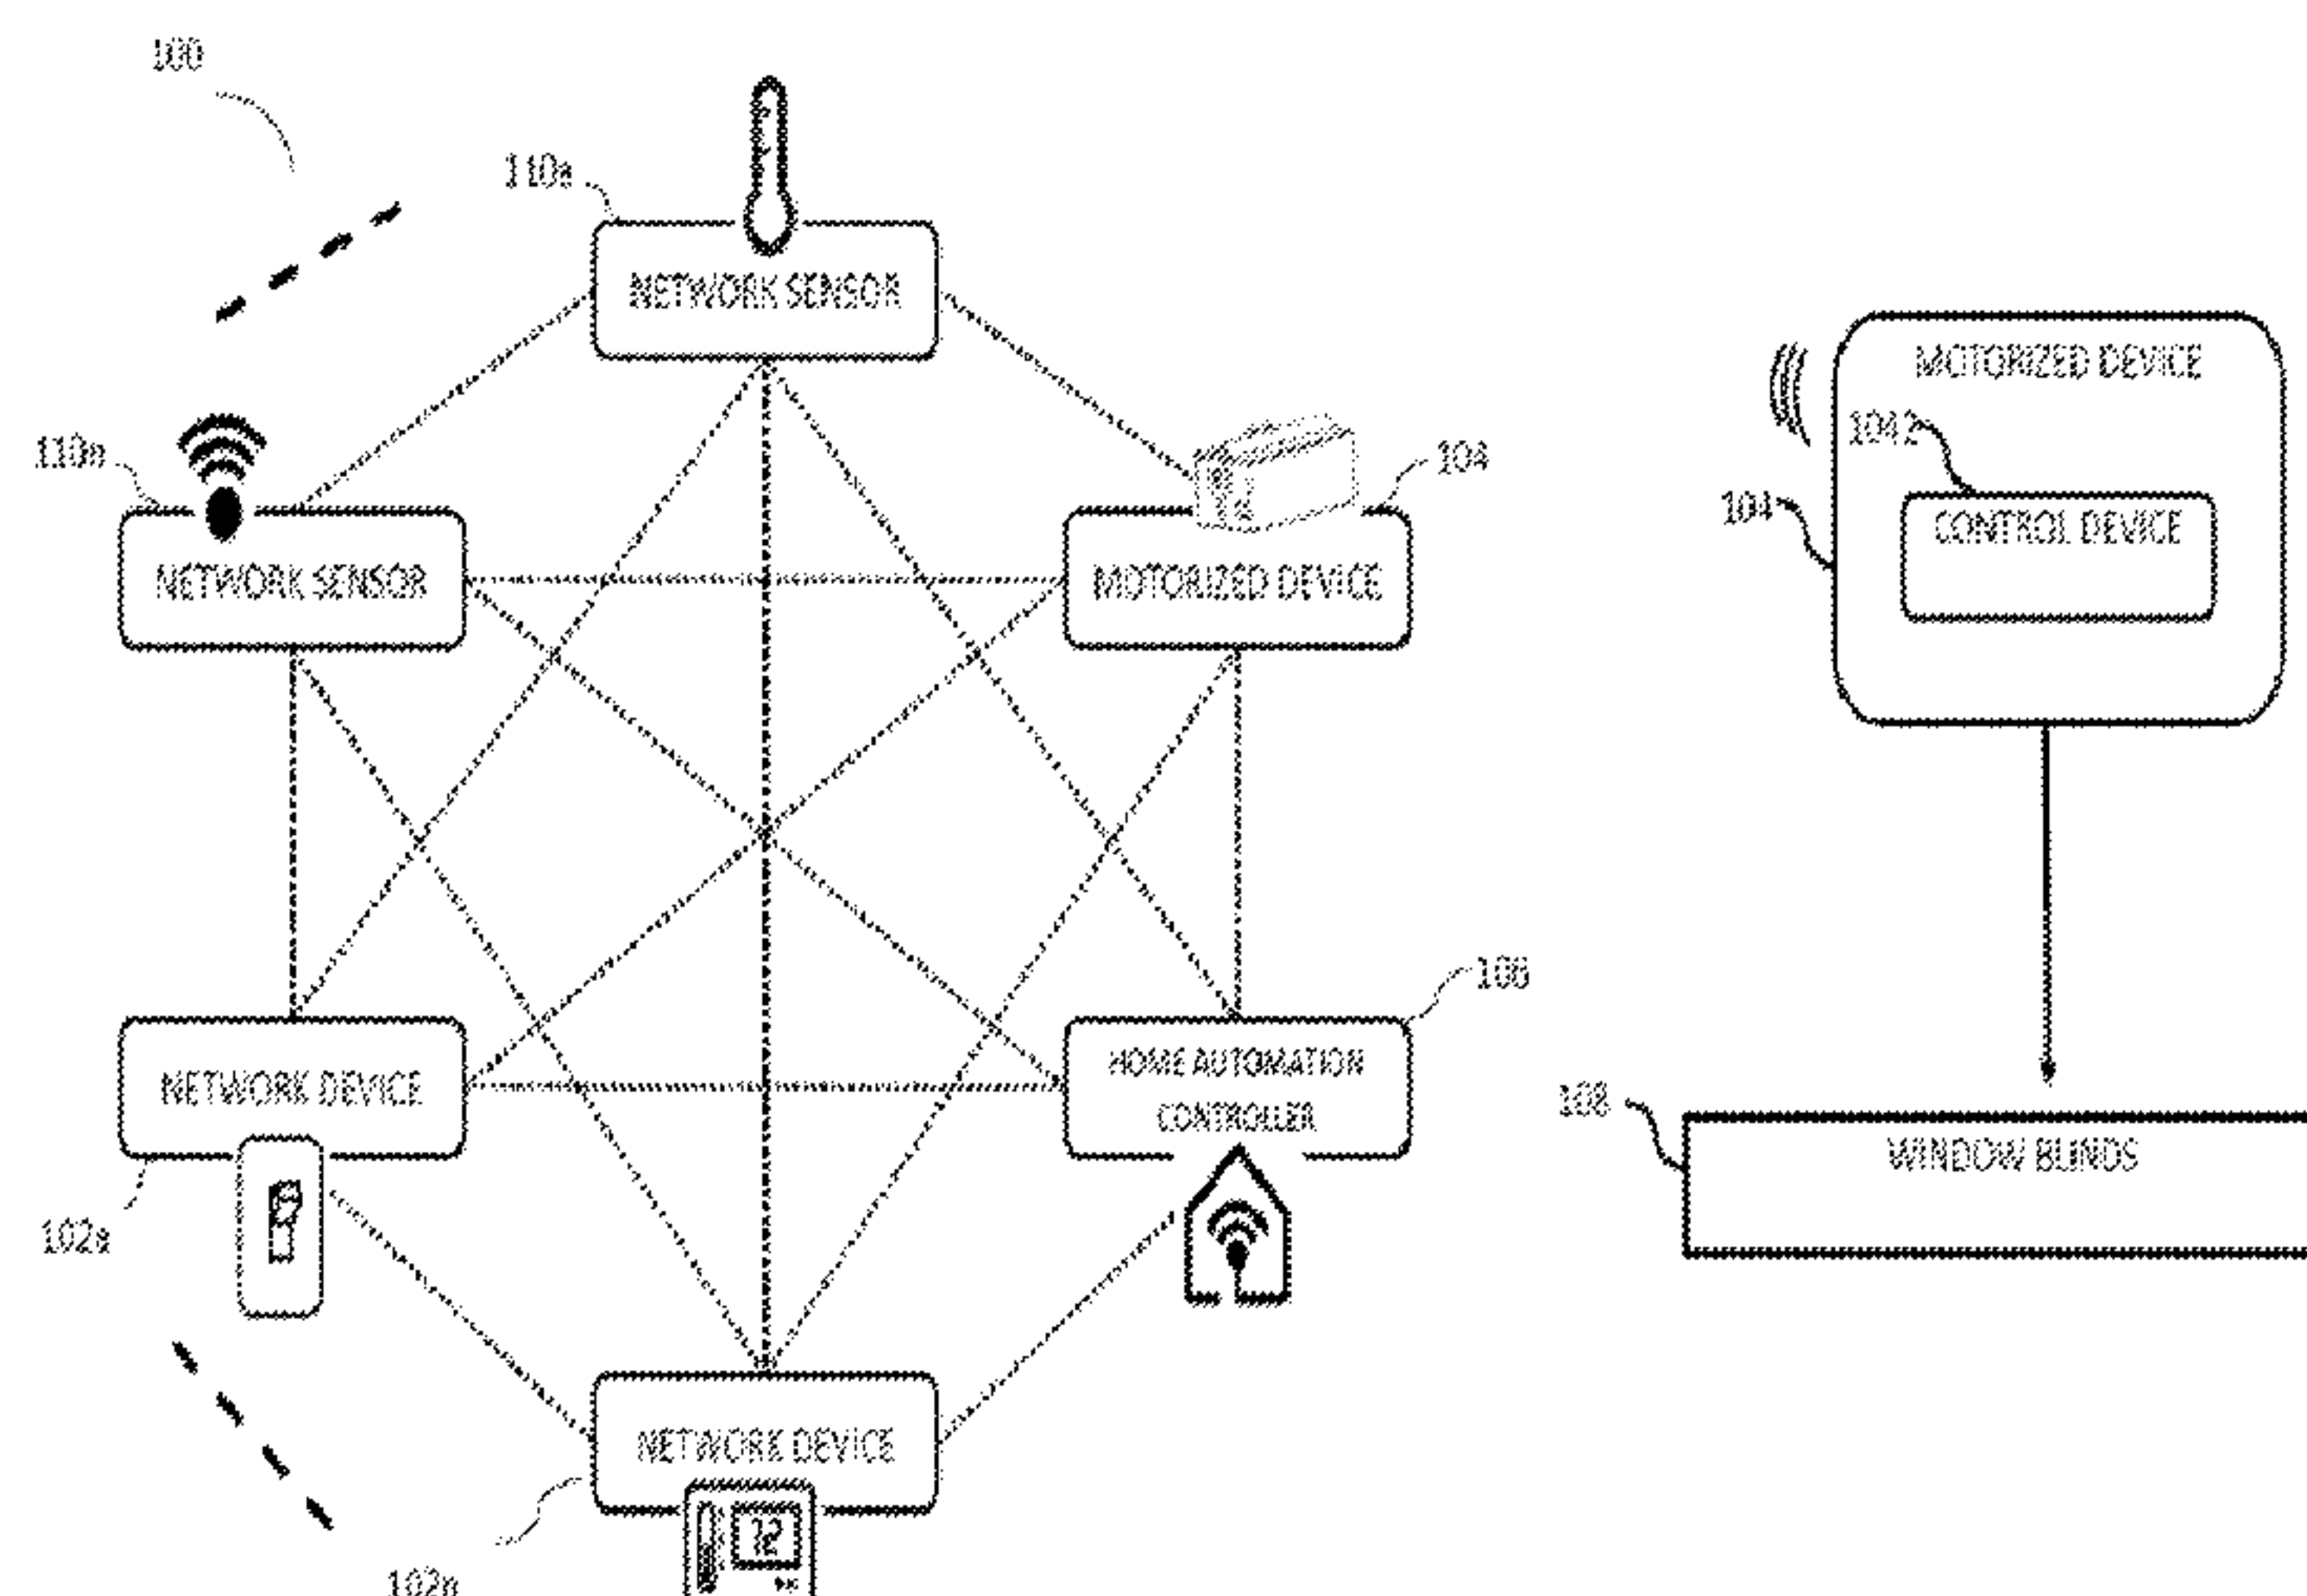 100
110a
NETWORK SENSOR
110n
NETWORK SENSOR
104
MOTORIZED DEVICE
MOTORIZED DEVICE
1042
104
CONTROL DEVICE
106
NETWORK DEVICE
HOME AUTOMATION
CONTROLLER
108
WINDOW BLINDS
102a
NETWORK DEVICE
72
102n